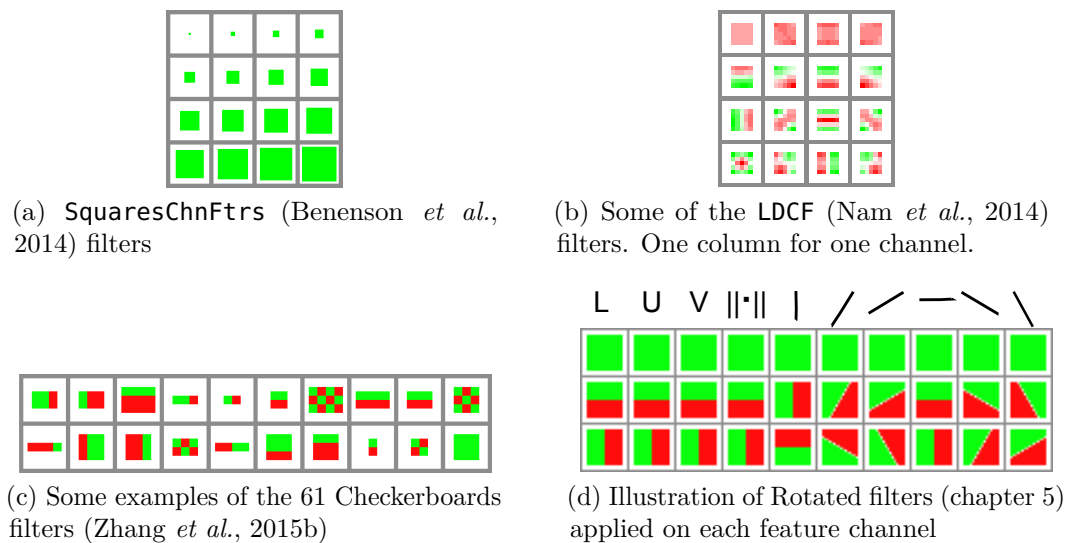 (a) SquaresChnFtrs (Benenson et al.,
2014) filters
(b) Some of the LDCF (Nam et al., 2014)
filters. One column for one channel.
L U V ||·||
(c) Some examples of the 61 Checkerboards
filters (Zhang et al., 2015b)
(d) Illustration of Rotated filters (chapter 5)
applied on each feature channel